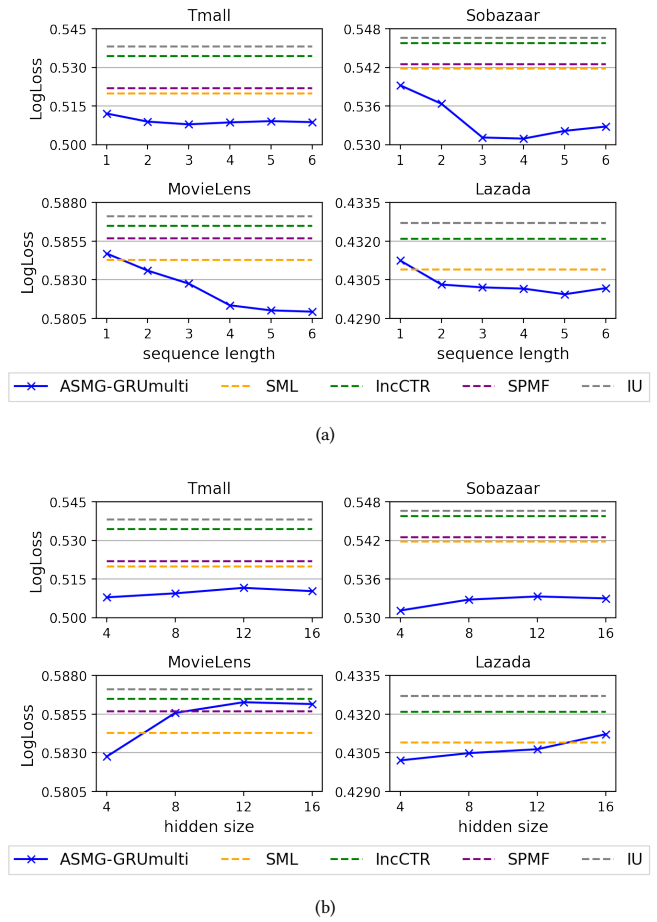 Tmall Sobazaar
0.545 0.548
0.530 0.542
0.515 0.536
0.500 0.530
LogLoss
1 2 3 4 5 6 1 2 3 4 5 6
MovieLens Lazada
0.5880 0.4335
0.5855 0.4320
0.5830 0.4305
0.5805 0.4290
LogLoss
1 2 3 4 5 6 1 2 3 4 5 6
sequence length sequence length
ASMG-GRUmulti SML IncCTR SPMF IU
(a)
Tmall Sobazaar
0.545 0.548
0.530 0.542
0.515 0.536
0.500 0.530
LogLoss
4 8 12 16 4 8 12 16
MovieLens Lazada
0.5880 0.4335
0.5855 0.4320
0.5830 0.4305
0.5805 0.4290
LogLoss
4 8 12 16 4 8 12 16
hidden size hidden size
ASMG-GRUmulti SML IncCTR SPMF IU
(b)